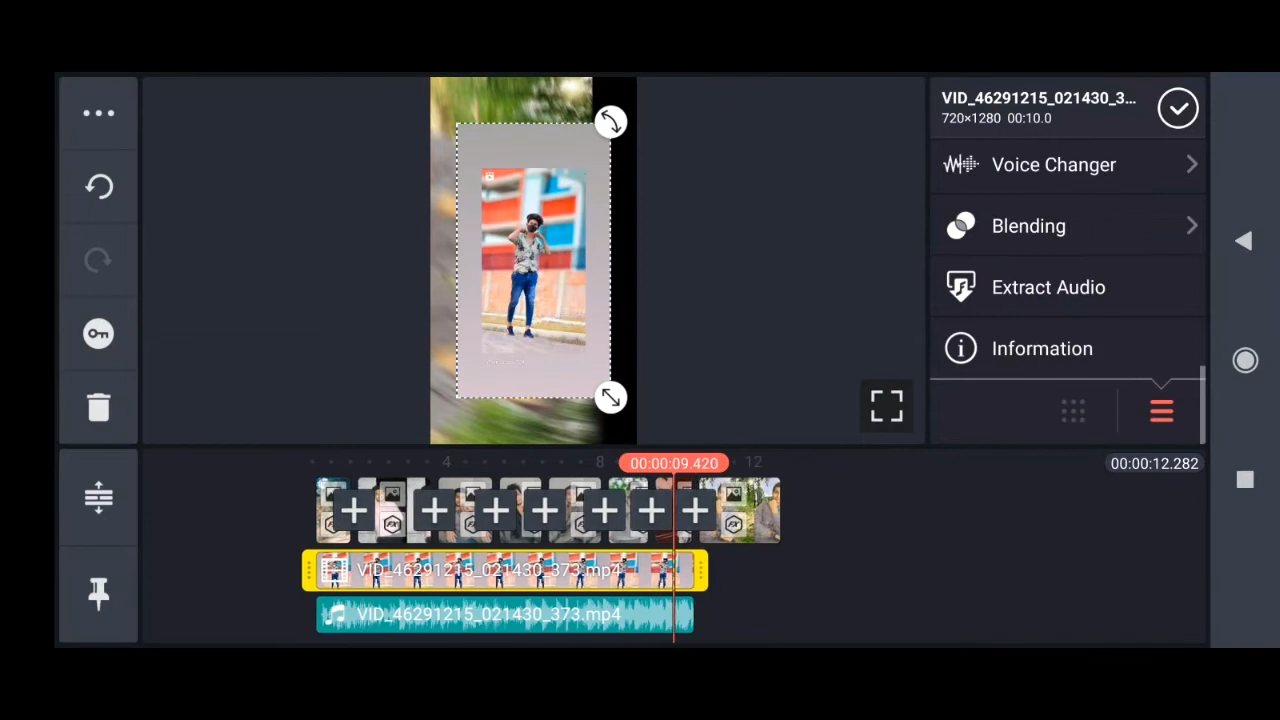 VID_46291215_021430_3...
720×1280 00:10.0
Voice Changer
Blending
Extract Audio
Information
4
8
00:00:09.420
12
00:00:12.282
VID_46291215_021430_373.mp4
VID_46291215_021430_373.mp4